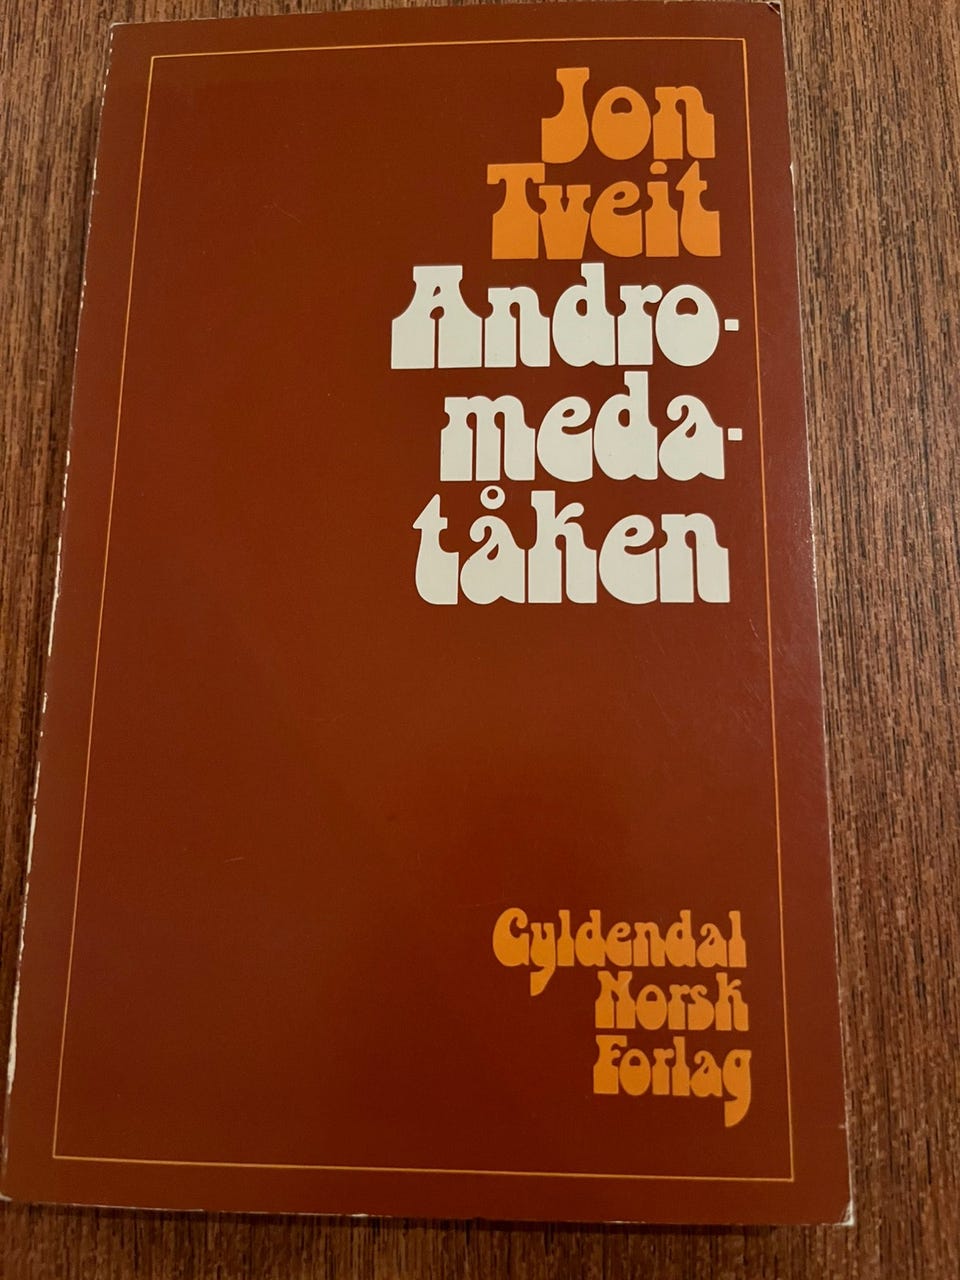 Jon
Tveit
Andro-
meda-
tåken
Gyldendal
Norsk
Forlag